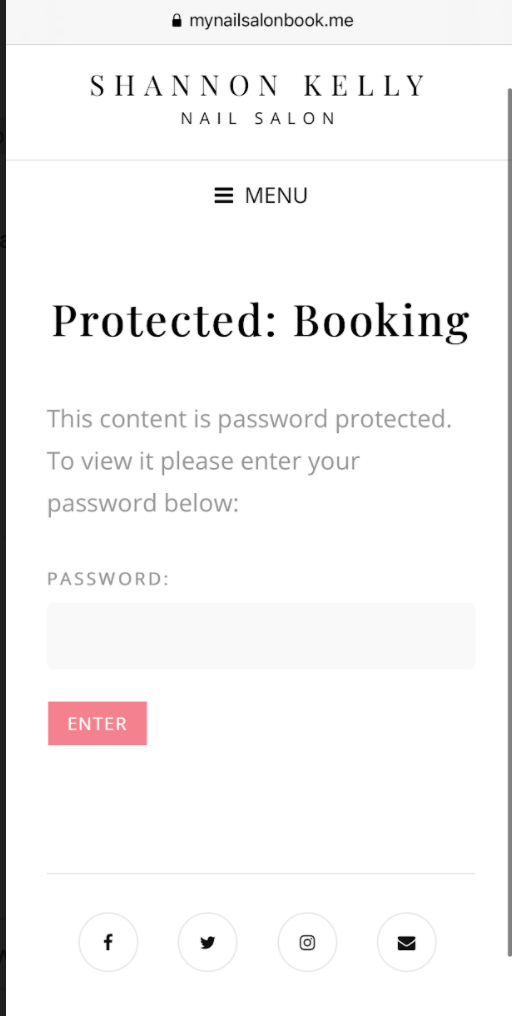 mynailsalonbook.me
SHANNON KELLY
NAIL SALON
MENU
Protected: Booking
This content is password protected.
To view it please enter your
password below:
PASSWORD:
ENTER